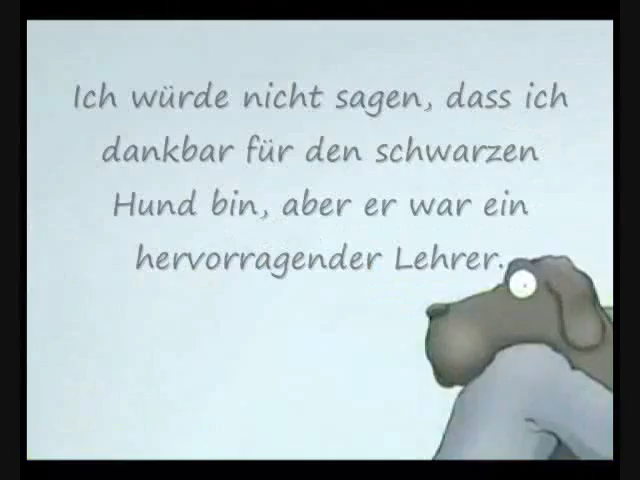 Ich würde nicht sagen, dass ich
dankbar für den schwarzen
Hund bin, aber er war ein
hervorragender Lehrer.